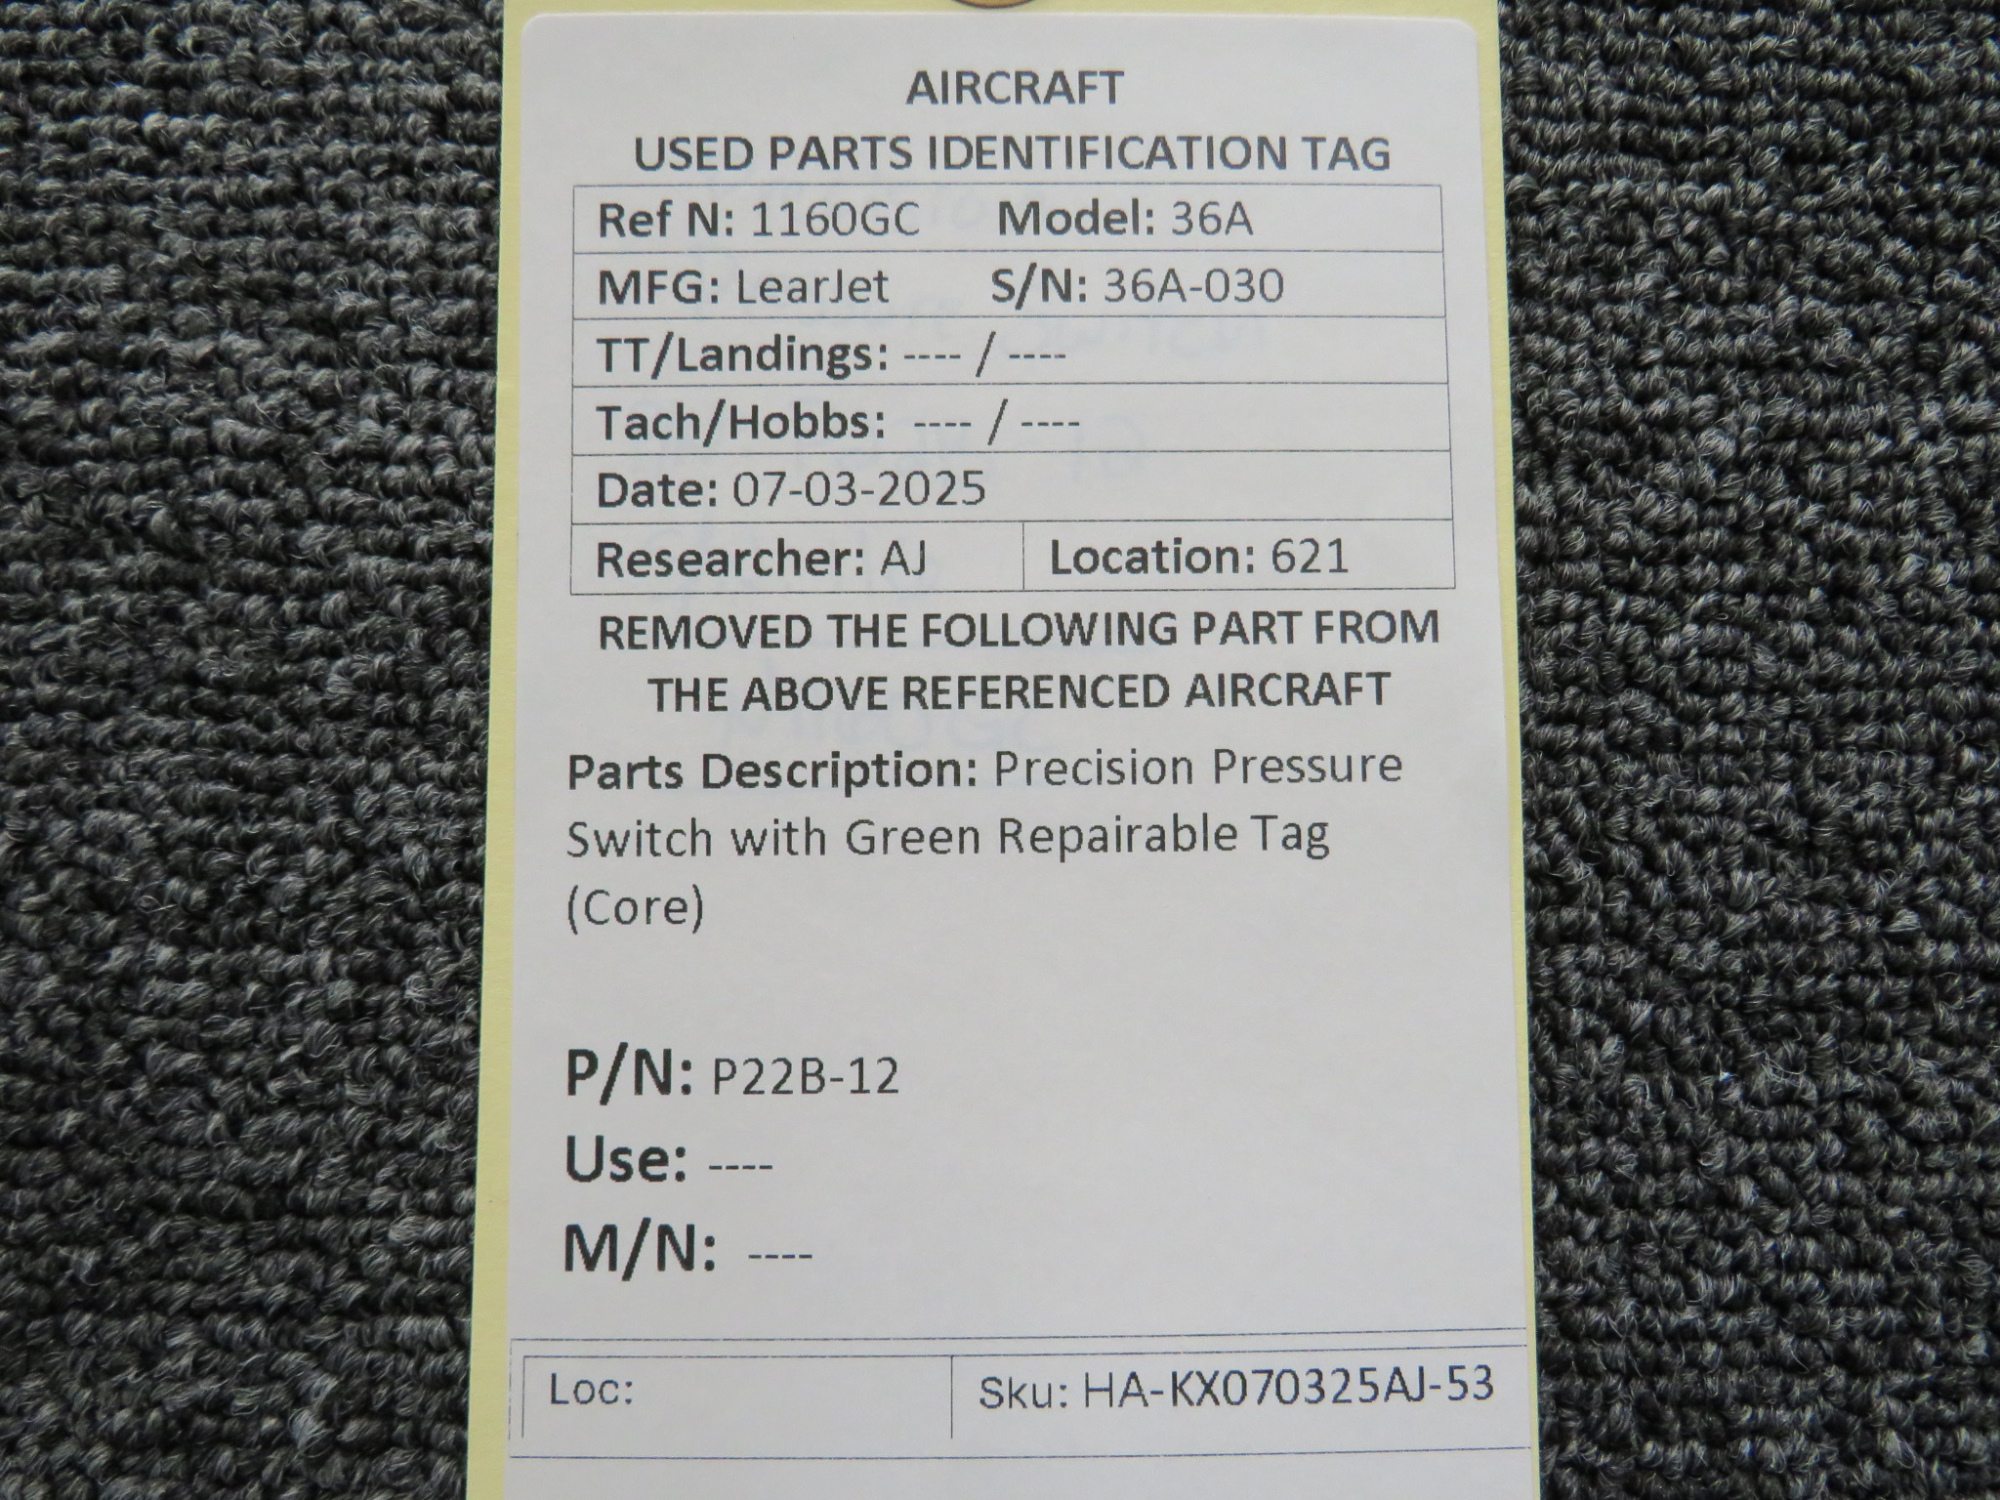 AIRCRAFT
USED PARTS IDENTIFICATION TAG
Ref N: 1160GC Model: 36A
MFG: LearJet S/N: 36A-030
TT/Landings: ---- / ----
Tach/Hobbs: ---- / ----
Date: 07-03-2025
Researcher: AJ Location: 621
REMOVED THE FOLLOWING PART FROM
THE ABOVE REFERENCED AIRCRAFT
Parts Description: Precision Pressure
Switch with Green Repairable Tag
(Core)
P/N: P22B-12
Use: ----
M/N: ----
Loc: Sku: HA-KX070325AJ-53